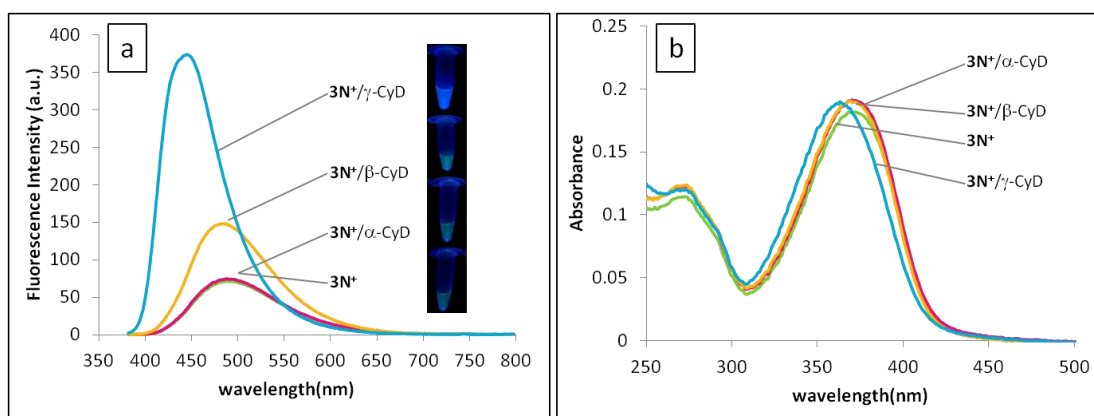 a
Fluorescence Intensity (a.u.)
400
350
300
250
200
150
100
50
0
350 400 450 500 550 600 650 700 750 800
wavelength(nm)
3N⁺/γ-CyD
3N⁺/β-CyD
3N⁺/α-CyD
3N⁺
b
Absorbance
0.25
0.2
0.15
0.1
0.05
0
250 300 350 400 450 500
wavelength(nm)
3N⁺/α-CyD
3N⁺/β-CyD
3N⁺
3N⁺/γ-CyD